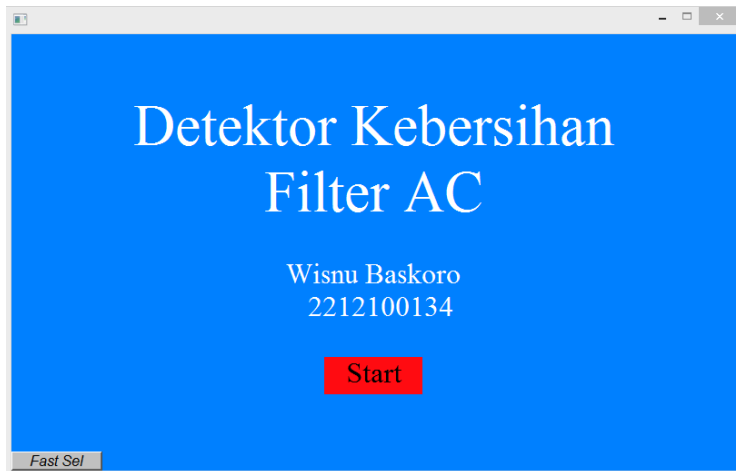 Detektor Kebersihan
Filter AC
Wisnu Baskoro
2212100134
Start
Fast Sel